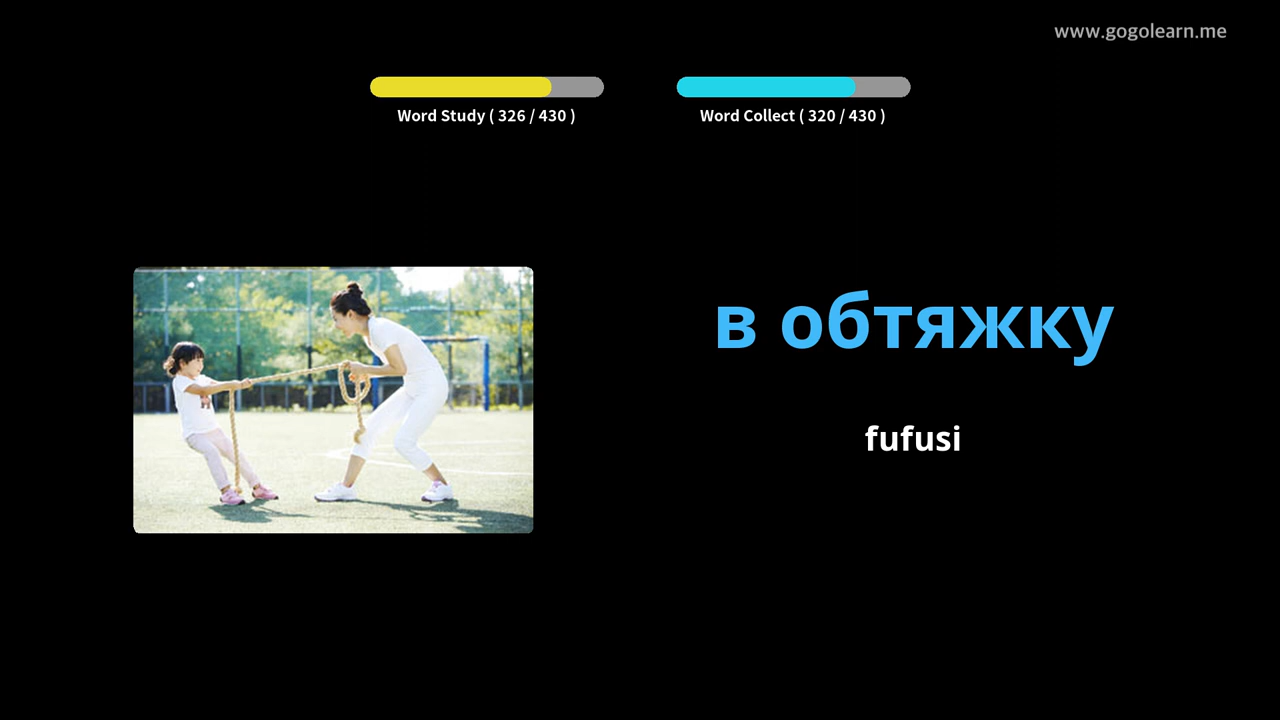 www.gogolearn.me
Word Study ( 326 / 430 )
Word Collect ( 320 / 430 )
в обтяжку
fufusi